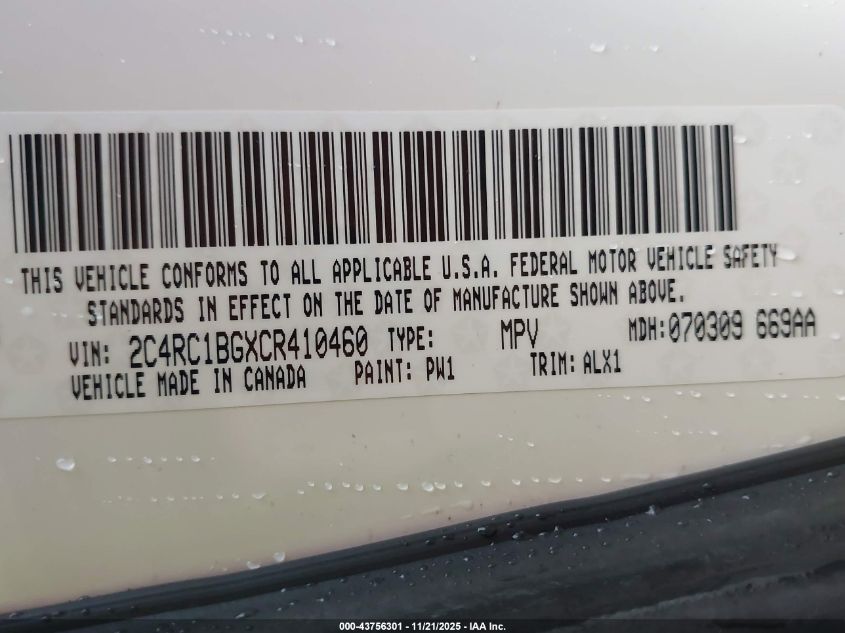 THIS VEHICLE CONFORMS TO ALL APPLICABLE U.S.A. FEDERAL MOTOR VEHICLE SAFETY
STANDARDS IN EFFECT ON THE DATE OF MANUFACTURE SHOWN ABOVE.
VIN: 2C4RC1BGXCR410460 TYPE: MPV MDH: 070309 669AA
VEHICLE MADE IN CANADA PAINT: PW1 TRIM: ALX1
000-43756301 - 11/21/2025 - IAA Inc.